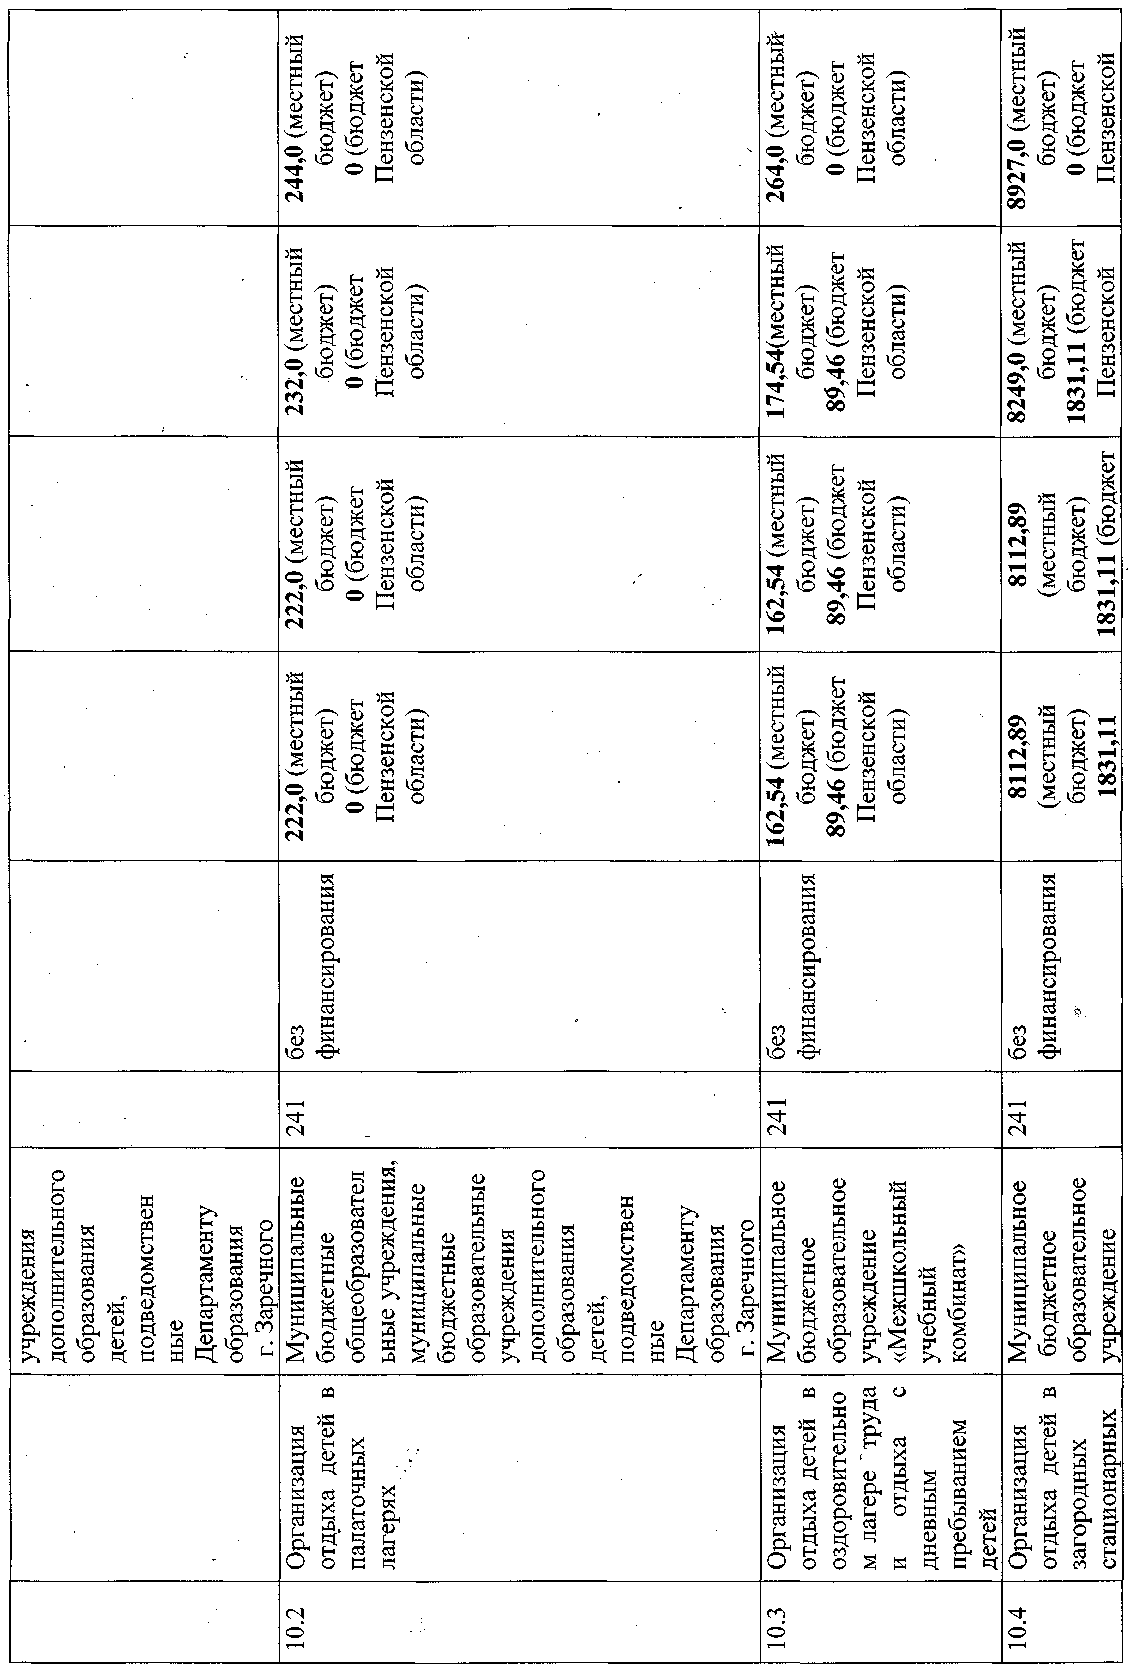 учреждения
дополнительного
образования
детей,
подведомствен
ные
Департаменту
образования
г. Заречного
10.2
Организация
отдыха детей в
палаточных
лагерях
Муниципальные
бюджетные
общеобразовател
ьные учреждения,
муниципальные
бюджетные
образовательные
учреждения
дополнительного
образования
детей,
подведомствен
ные
Департаменту
образования
г. Заречного
241
без
финансирования
222,0 (местный
бюджет)
0 (бюджет
Пензенской
области)
222,0 (местный
бюджет)
0 (бюджет
Пензенской
области)
232,0 (местный
бюджет)
0 (бюджет
Пензенской
области)
244,0 (местный
бюджет)
0 (бюджет
Пензенской
области)
10.3
Организация
отдыха детей в
оздоровительно
м лагере труда
и отдыха с
дневным
пребыванием
детей
Муниципальное
бюджетное
образовательное
учреждение
«Межшкольный
учебный
комбинат»
241
без
финансирования
162,54 (местный
бюджет)
89,46 (бюджет
Пензенской
области)
162,54 (местный
бюджет)
89,46 (бюджет
Пензенской
области)
174,54(местный
бюджет)
89,46 (бюджет
Пензенской
области)
264,0 (местный
бюджет)
0 (бюджет
Пензенской
области)
10.4
Организация
отдыха детей в
загородных
стационарных
Муниципальное
бюджетное
образовательное
учреждение
241
без
финансирования
8112,89
(местный
бюджет)
1831,11
8112,89
(местный
бюджет)
1831,11 (бюджет
8249,0 (местный
бюджет)
1831,11 (бюджет
Пензенской
8927,0 (местный
бюджет)
0 (бюджет
Пензенской